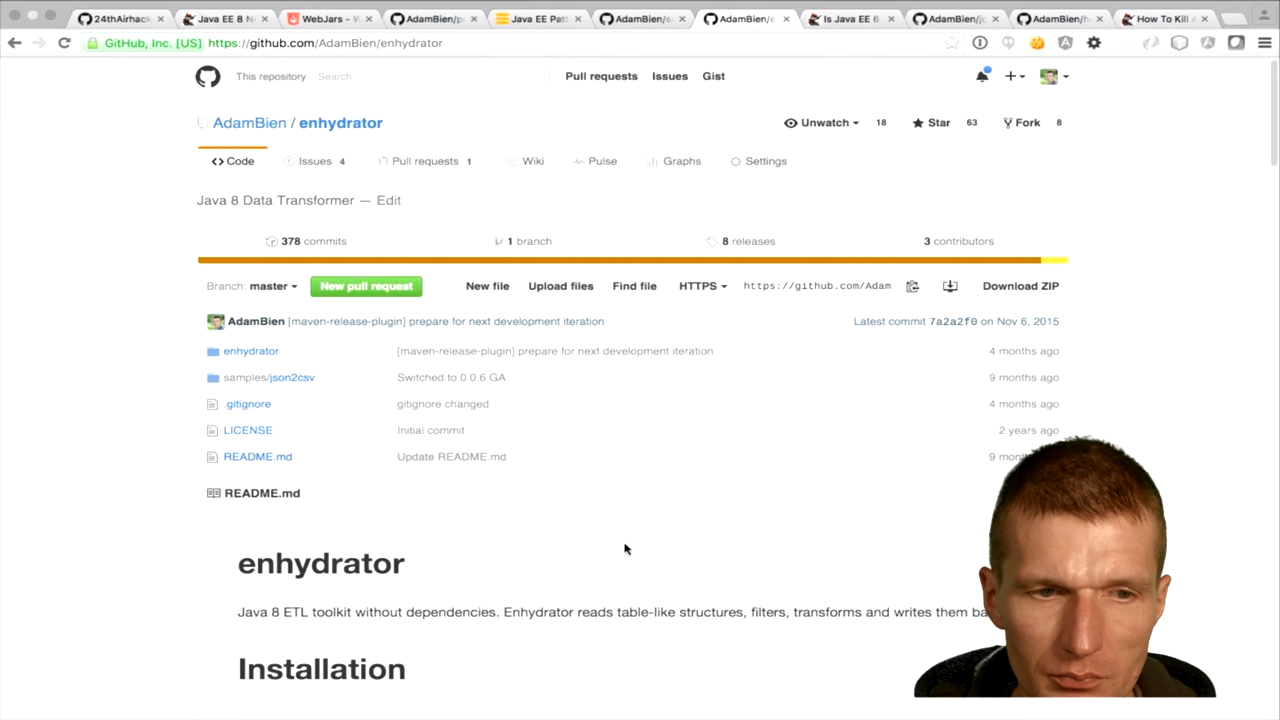 24thAirhac
Java EE 8 N
WebJars - W
AdamBien/p
Java EE Pat
AdamBien/s
AdamBien/e
Is Java EE 6
AdamBien/jc
AdamBien/h
How To Kill
GitHub, Inc. [US] https://github.com/AdamBien/enhydrator
This repository Search Pull requests Issues Gist
AdamBien / enhydrator Unwatch 18 Star 63 Fork 8
Code Issues 4 Pull requests 1 Wiki Pulse Graphs Settings
Java 8 Data Transformer — Edit
378 commits 1 branch 8 releases 3 contributors
Branch: master New pull request New file Upload files Find file HTTPS https://github.com/Adam Download ZIP
AdamBien [maven-release-plugin] prepare for next development iteration Latest commit 7a2a2f0 on Nov 6, 2015
enhydrator [maven-release-plugin] prepare for next development iteration 4 months ago
samples/json2csv Switched to 0.0.6 GA 9 months ago
.gitignore gitignore changed 4 months ago
LICENSE Initial commit 2 years ago
README.md Update README.md 9 mon
README.md
enhydrator
Java 8 ETL toolkit without dependencies. Enhydrator reads table-like structures, filters, transforms and writes them ba
Installation